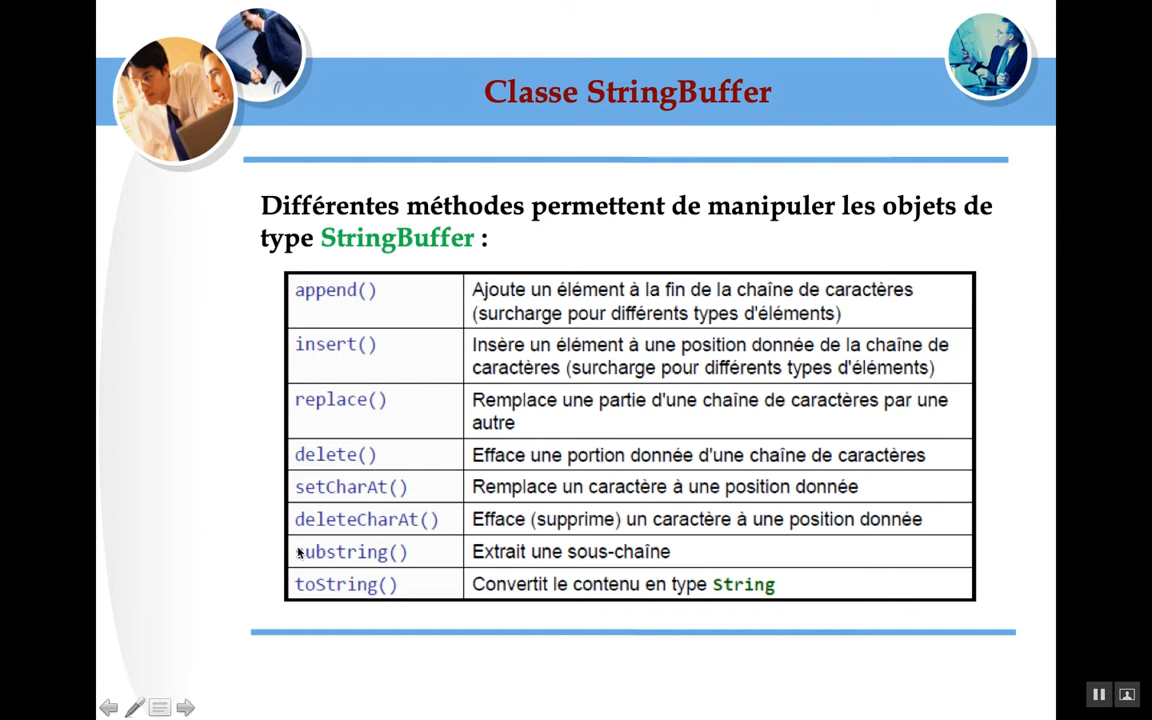 Classe StringBuffer
Différentes méthodes permettent de manipuler les objets de
type StringBuffer :
append() Ajoute un élément à la fin de la chaîne de caractères
(surcharge pour différents types d'éléments)
insert() Insère un élément à une position donnée de la chaîne de
caractères (surcharge pour différents types d'éléments)
replace() Remplace une partie d'une chaîne de caractères par une
autre
delete() Efface une portion donnée d'une chaîne de caractères
setCharAt() Remplace un caractère à une position donnée
deleteCharAt() Efface (supprime) un caractère à une position donnée
substring() Extrait une sous-chaîne
toString() Convertit le contenu en type String